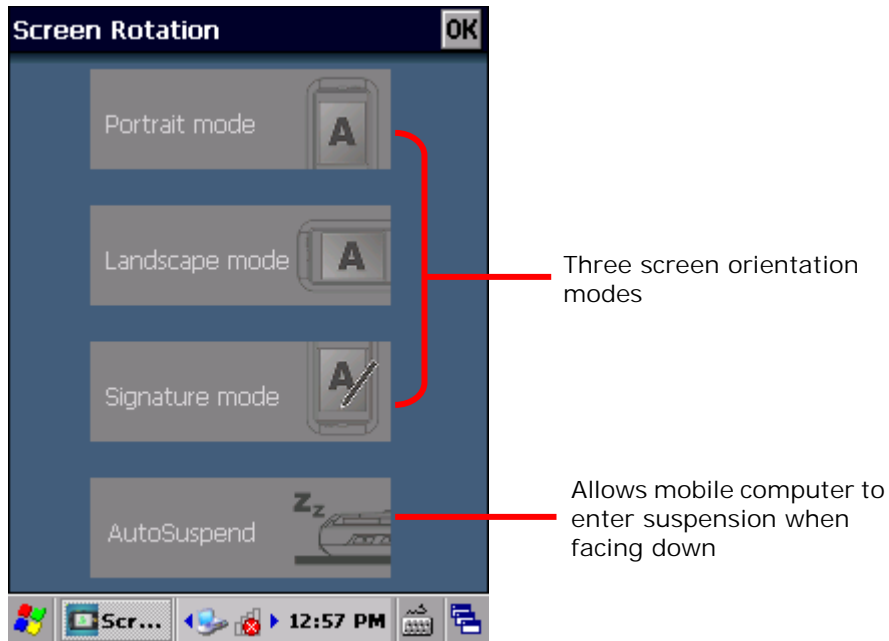 Screen Rotation
OK
Portrait mode
A
Landscape mode
A
Three screen orientation
modes
Signature mode
A
AutoSuspend
Zz
Allows mobile computer to
enter suspension when
facing down
Scr...
12:57 PM